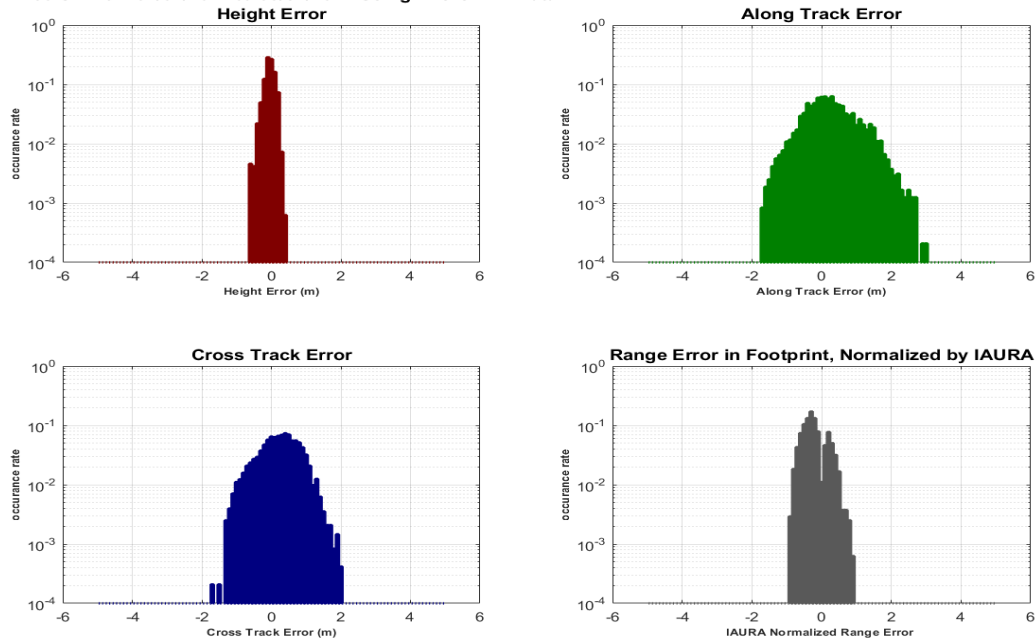 Height Error
10^0
10^-1
10^-2
10^-3
10^-4
occurance rate
-6 -4 -2 0 2 4 6
Height Error (m)
Along Track Error
10^0
10^-1
10^-2
10^-3
10^-4
occurance rate
-6 -4 -2 0 2 4 6
Along Track Error (m)
Cross Track Error
10^0
10^-1
10^-2
10^-3
10^-4
occurance rate
-6 -4 -2 0 2 4 6
Cross Track Error (m)
Range Error in Footprint, Normalized by IAURA
10^0
10^-1
10^-2
10^-3
10^-4
occurance rate
-6 -4 -2 0 2 4 6
IAURA Normalized Range Error